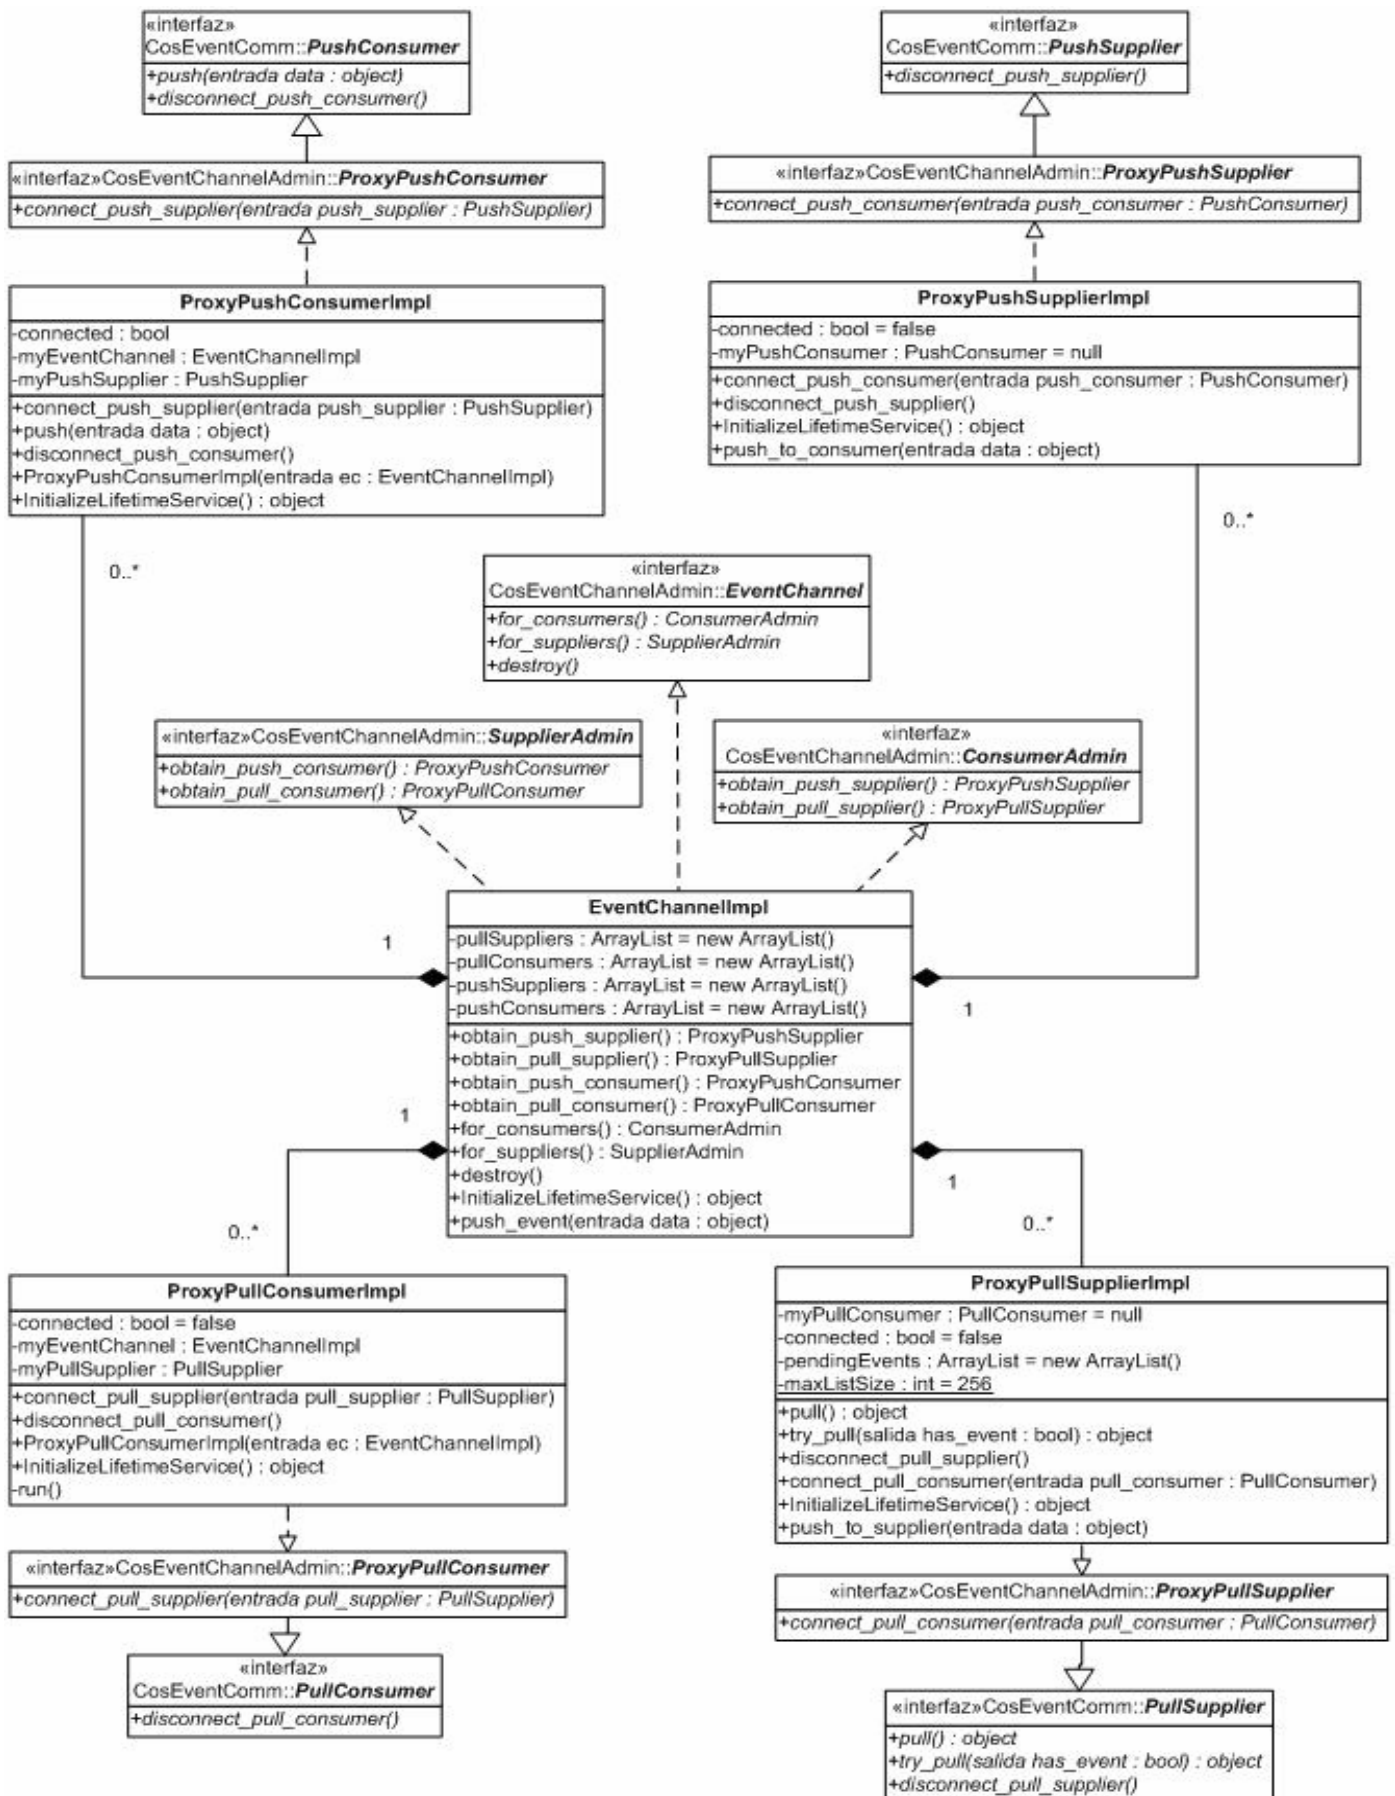 «interfaz»
CosEventComm::PushConsumer
+push(entrada data : object)
+disconnect_push_consumer()
«interfaz»
CosEventComm::PushSupplier
+disconnect_push_supplier()
«interfaz»CosEventChannelAdmin::ProxyPushConsumer
+connect_push_supplier(entrada push_supplier : PushSupplier)
«interfaz»CosEventChannelAdmin::ProxyPushSupplier
+connect_push_consumer(entrada push_consumer : PushConsumer)
ProxyPushConsumerImpl
-connected : bool
-myEventChannel : EventChannelImpl
-myPushSupplier : PushSupplier
+connect_push_supplier(entrada push_supplier : PushSupplier)
+push(entrada data : object)
+disconnect_push_consumer()
+ProxyPushConsumerImpl(entrada ec : EventChannelImpl)
+InitializeLifetimeService() : object
ProxyPushSupplierImpl
-connected : bool = false
-myPushConsumer : PushConsumer = null
+connect_push_consumer(entrada push_consumer : PushConsumer)
+disconnect_push_supplier()
+InitializeLifetimeService() : object
+push_to_consumer(entrada data : object)
0..*
0..*
«interfaz»
CosEventChannelAdmin::EventChannel
+for_consumers() : ConsumerAdmin
+for_suppliers() : SupplierAdmin
+destroy()
«interfaz»CosEventChannelAdmin::SupplierAdmin
+obtain_push_consumer() : ProxyPushConsumer
+obtain_pull_consumer() : ProxyPullConsumer
«interfaz»
CosEventChannelAdmin::ConsumerAdmin
+obtain_push_supplier() : ProxyPushSupplier
+obtain_pull_supplier() : ProxyPullSupplier
EventChannelImpl
-pullSuppliers : ArrayList = new ArrayList()
-pullConsumers : ArrayList = new ArrayList()
-pushSuppliers : ArrayList = new ArrayList()
-pushConsumers : ArrayList = new ArrayList()
+obtain_push_supplier() : ProxyPushSupplier
+obtain_pull_supplier() : ProxyPullSupplier
+obtain_push_consumer() : ProxyPushConsumer
+obtain_pull_consumer() : ProxyPullConsumer
+for_consumers() : ConsumerAdmin
+for_suppliers() : SupplierAdmin
+destroy()
+InitializeLifetimeService() : object
+push_event(entrada data : object)
1
1
1
1
0..*
0..*
ProxyPullConsumerImpl
-connected : bool = false
-myEventChannel : EventChannelImpl
-myPullSupplier : PullSupplier
+connect_pull_supplier(entrada pull_supplier : PullSupplier)
+disconnect_pull_consumer()
+ProxyPullConsumerImpl(entrada ec : EventChannelImpl)
+InitializeLifetimeService() : object
-run()
ProxyPullSupplierImpl
-myPullConsumer : PullConsumer = null
-connected : bool = false
-pendingEvents : ArrayList = new ArrayList()
-maxListSize : int = 256
+pull() : object
+try_pull(salida has_event : bool) : object
+disconnect_pull_supplier()
+connect_pull_consumer(entrada pull_consumer : PullConsumer)
+InitializeLifetimeService() : object
+push_to_supplier(entrada data : object)
«interfaz»CosEventChannelAdmin::ProxyPullConsumer
+connect_pull_supplier(entrada pull_supplier : PullSupplier)
«interfaz»CosEventChannelAdmin::ProxyPullSupplier
+connect_pull_consumer(entrada pull_consumer : PullConsumer)
«interfaz»
CosEventComm::PullConsumer
+disconnect_pull_consumer()
«interfaz»CosEventComm::PullSupplier
+pull() : object
+try_pull(salida has_event : bool) : object
+disconnect_pull_supplier()